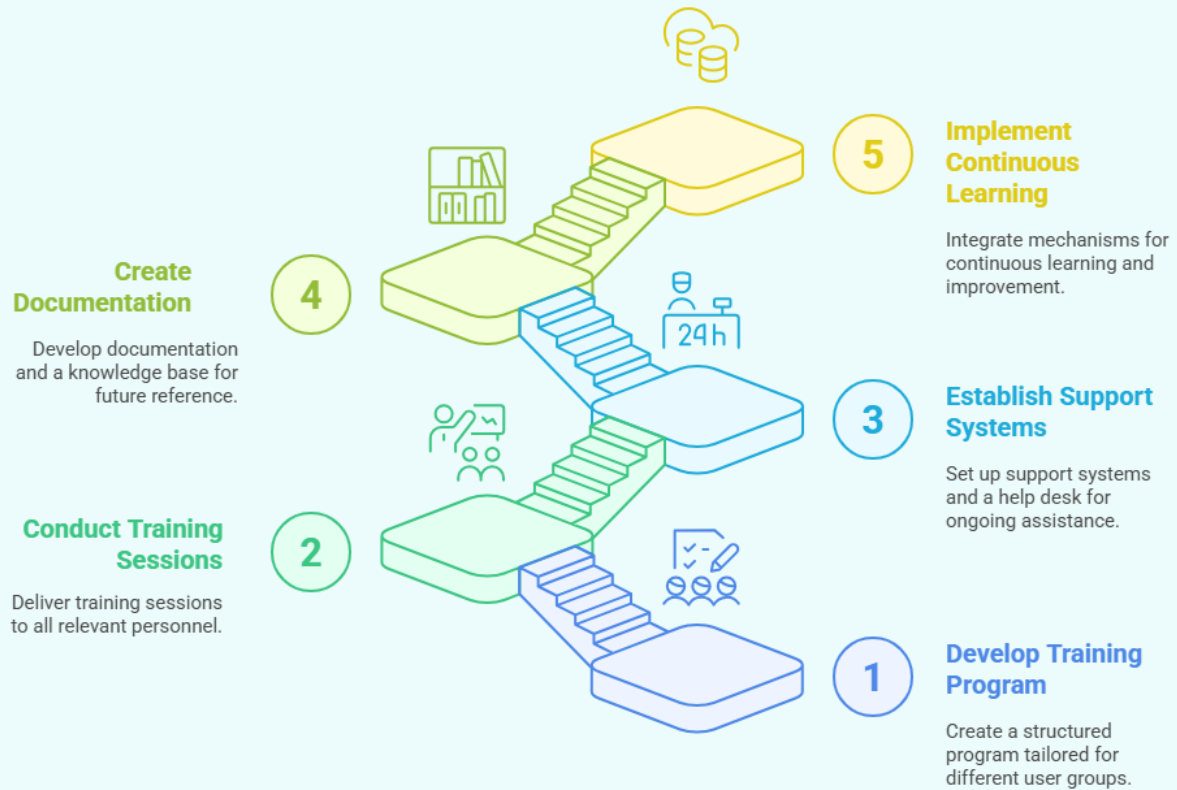 5
Implement
Continuous
Learning
Integrate mechanisms for
continuous learning and
improvement.
4
Create
Documentation
Develop documentation
and a knowledge base for
future reference.
24h
3
Establish Support
Systems
Set up support systems
and a help desk for
ongoing assistance.
2
Conduct Training
Sessions
Deliver training sessions
to all relevant personnel.
1
Develop Training
Program
Create a structured
program tailored for
different user groups.